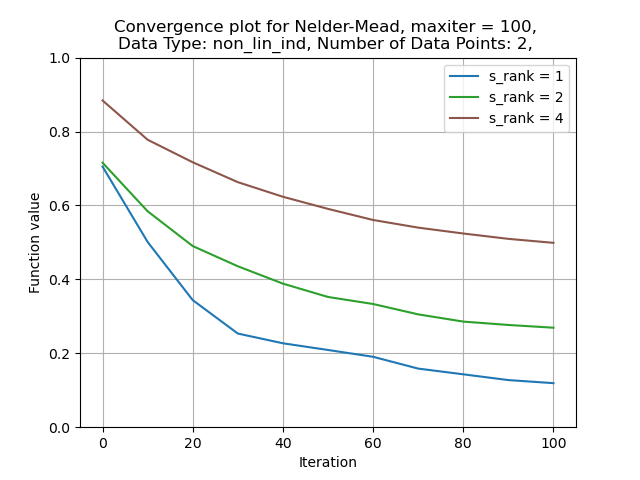 Convergence plot for Nelder-Mead, maxiter = 100,
Data Type: non_lin_ind, Number of Data Points: 2,
1.0
0.8
0.6
0.4
0.2
0.0
Function value
s_rank = 1
s_rank = 2
s_rank = 4
0 20 40 60 80 100
Iteration